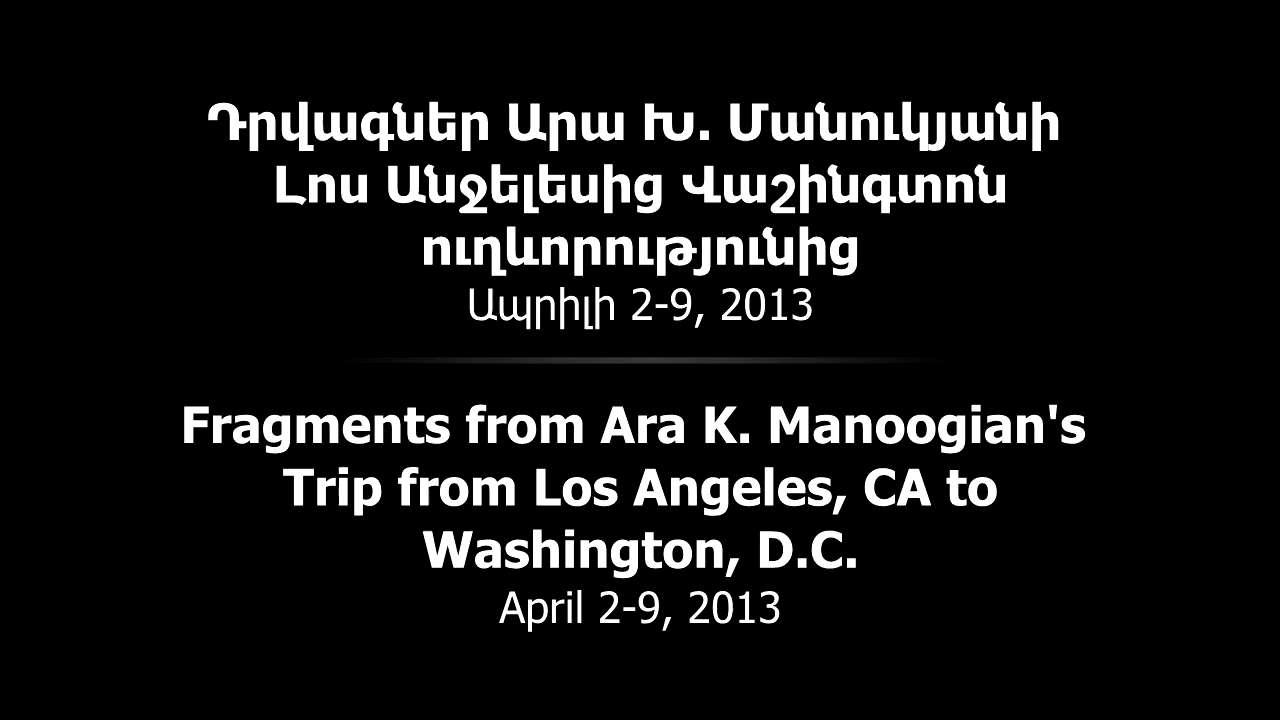 Դրվագներ Արա Խ. Մանուկյանի
Լոս Անջելեսից Վաշինգտոն
ուղևորությունից
Ապրիլի 2-9, 2013
Fragments from Ara K. Manoogian's
Trip from Los Angeles, CA to
Washington, D.C.
April 2-9, 2013